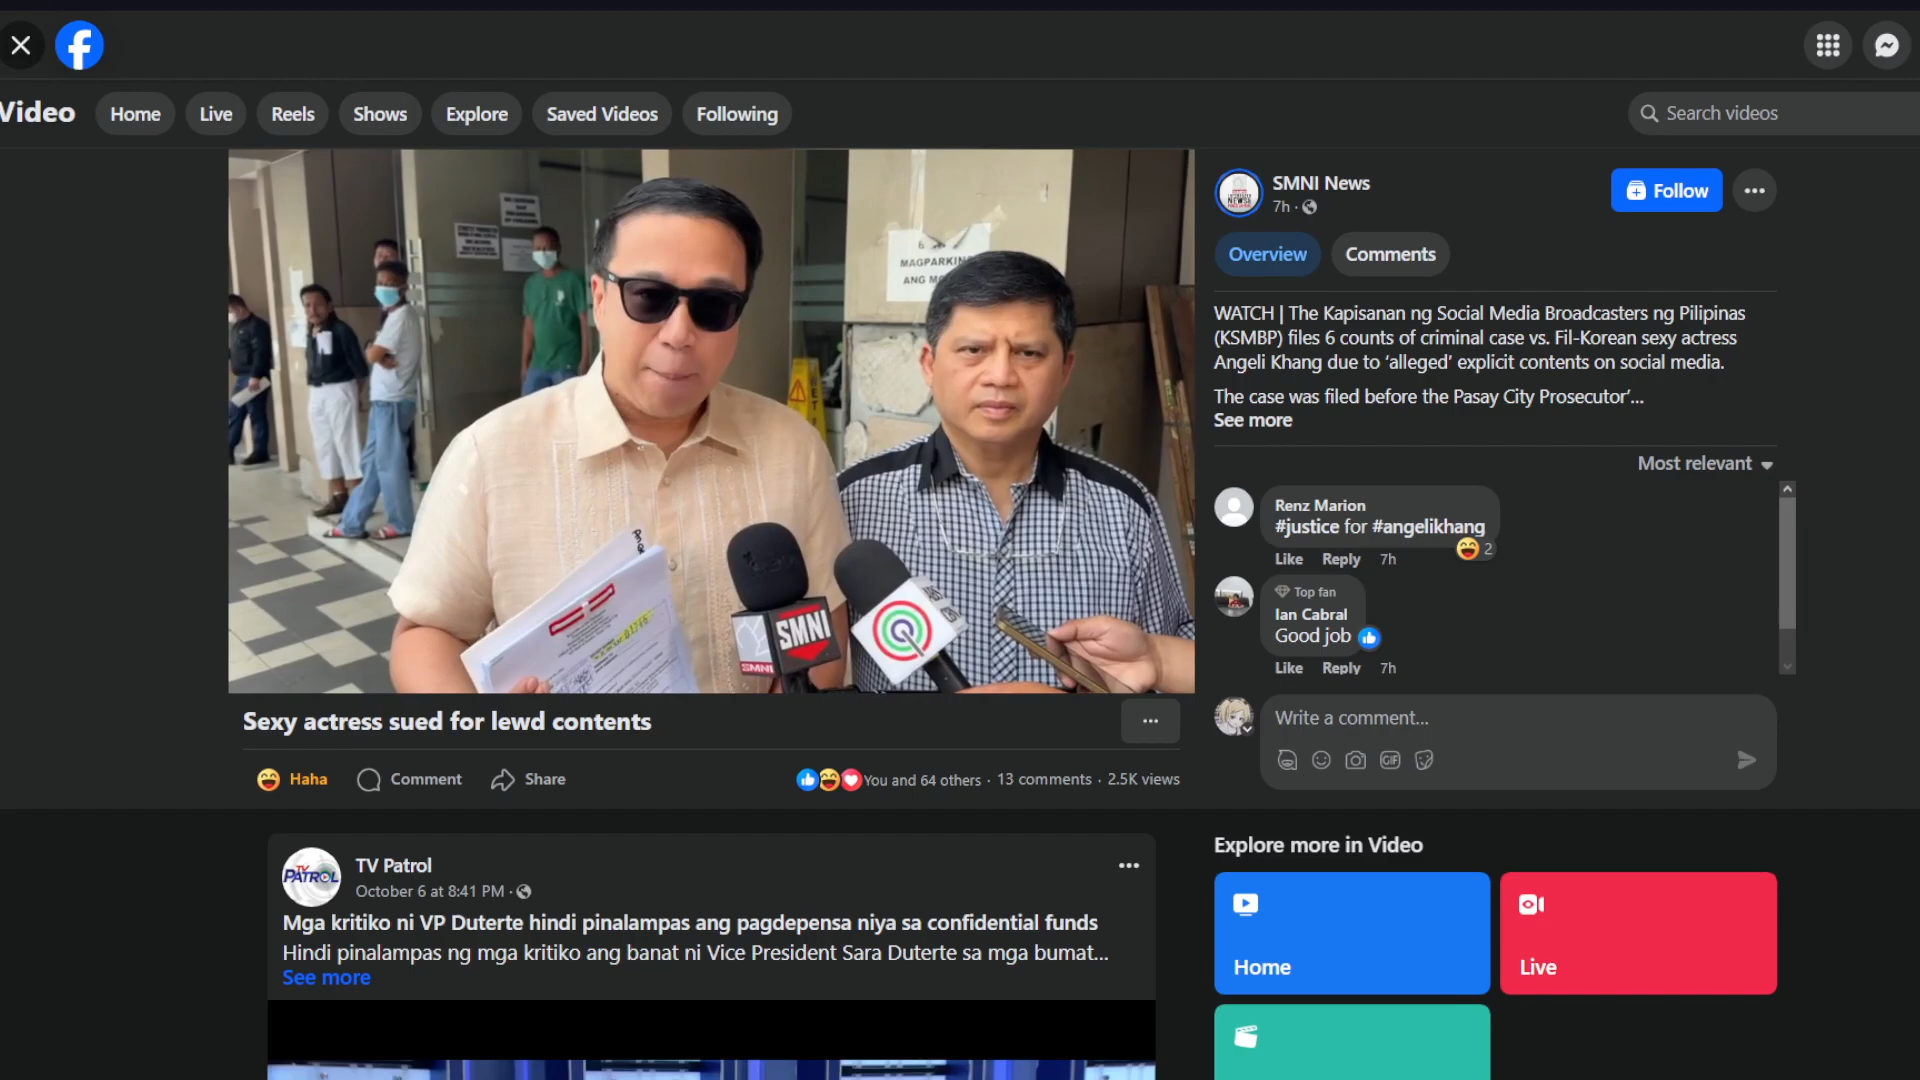 Video
Home
Live
Reels
Shows
Explore
Saved Videos
Following
Search videos
MAGPARKIN
ANG
SMNI
SMNI
SMNI News
7h ·
Follow
Overview
Comments
WATCH | The Kapisanan ng Social Media Broadcasters ng Pilipinas
(KSMBP) files 6 counts of criminal case vs. Fil-Korean sexy actress
Angeli Khang due to ‘alleged’ explicit contents on social media.
The case was filed before the Pasay City Prosecutor’...
See more
Most relevant
Renz Marion
#justice for #angelikhang
2
Like Reply 7h
Top fan
Ian Cabral
Good job
Like Reply 7h
Write a comment...
GIF
Sexy actress sued for lewd contents
Haha
Comment
Share
You and 64 others · 13 comments · 2.5K views
TV PATROL
TV Patrol
October 6 at 8:41 PM ·
Mga kritiko ni VP Duterte hindi pinalampas ang pagdepensa niya sa confidential funds
Hindi pinalampas ng mga kritiko ang banat ni Vice President Sara Duterte sa mga bumat...
See more
Explore more in Video
Home
Live